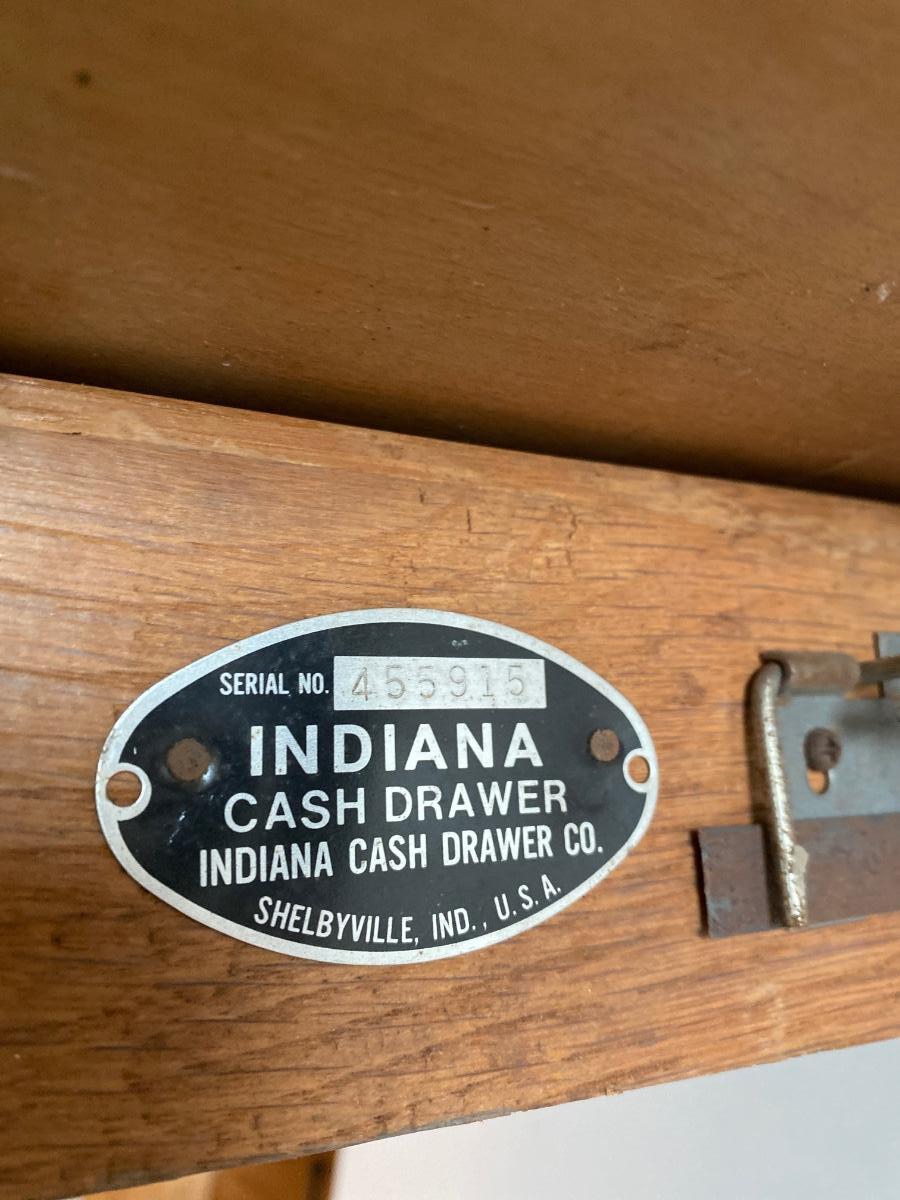 SERIAL NO. 455915
INDIANA
CASH DRAWER
INDIANA CASH DRAWER CO.
SHELBYVILLE, IND., U.S.A.